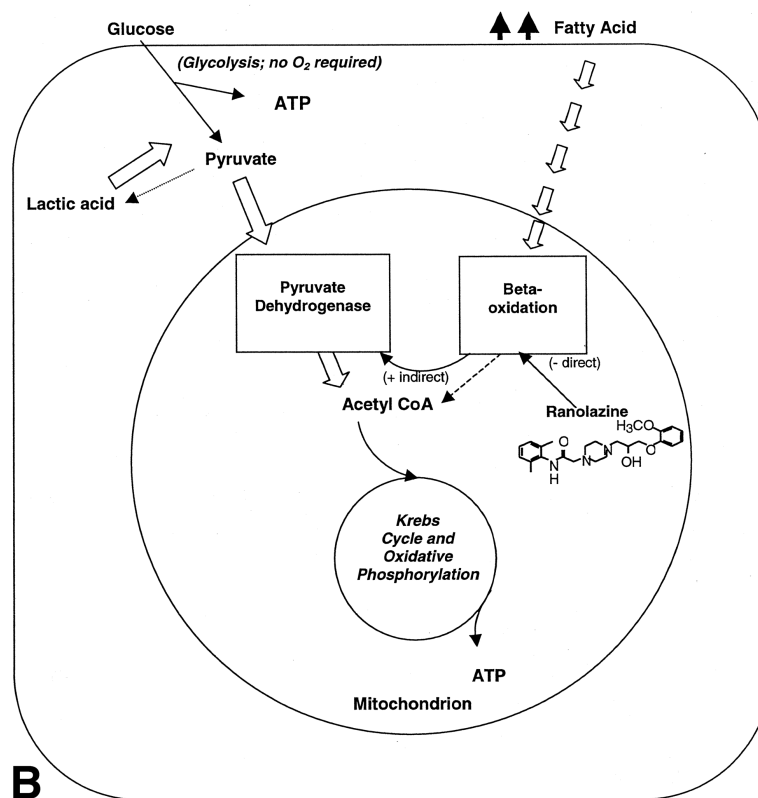 Glucose
Fatty Acid
(Glycolysis; no O₂ required)
ATP
Pyruvate
Lactic acid
Pyruvate
Dehydrogenase
Beta-
oxidation
(+ indirect)
(- direct)
Acetyl CoA
Ranolazine
H₃CO
O
N
H
N
N
OH
O
Krebs
Cycle and
Oxidative
Phosphorylation
ATP
Mitochondrion
B